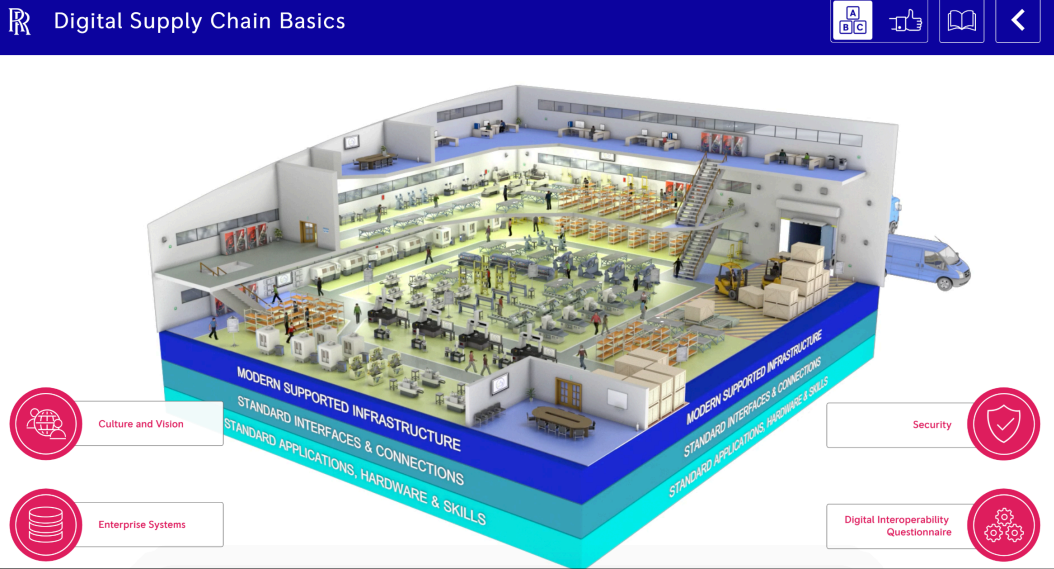 RR
Digital Supply Chain Basics
A
B C
MODERN SUPPORTED INFRASTRUCTURE
STANDARD INTERFACES & CONNECTIONS
STANDARD APPLICATIONS, HARDWARE & SKILLS
MODERN SUPPORTED INFRASTRUCTURE
STANDARD INTERFACES & CONNECTIONS
STANDARD APPLICATIONS, HARDWARE & SKILLS
Culture and Vision
Security
Enterprise Systems
Digital Interoperability
Questionnaire